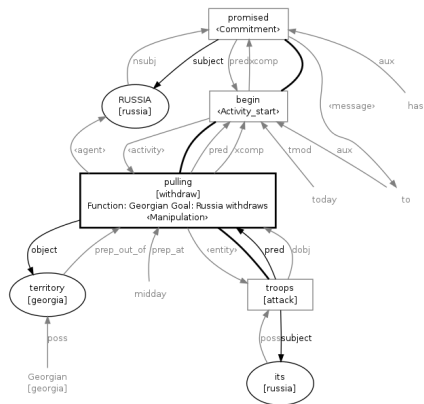 promised
‹Commitment›
nsubj
subject
pred
xcomp
aux
RUSSIA
[russia]
begin
‹Activity_start›
‹message›
has
‹agent›
‹activity›
pred
xcomp
tmod
aux
pulling
[withdraw]
Function: Georgian Goal: Russia withdraws
‹Manipulation›
today
to
object
prep_out_of
prep_at
‹entity›
pred
dobj
territory
[georgia]
midday
troops
[attack]
poss
poss
subject
Georgian
[georgia]
its
[russia]